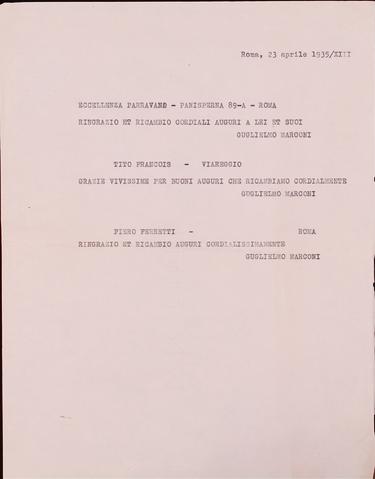 Roma, 23 aprile 1935/XIII
ECCELLENZA PARRAVANO - PANISPERNA 89-A - ROMA
RINGRAZIO ET RICAMBIO CORDIALI AUGURI A LEI ET SUOI
GUGLIELMO MARCONI
TITO FRANCOIS - VIAREGGIO
GRAZIE VIVISSIME PER BUONI AUGURI CHE RICAMBIAMO CORDIALMENTE
GUGLIELMO MARCONI
PIERO FERRETTI - ROMA
RINGRAZIO ET RICAMBIO AUGURI CORDIALISSIMAMENTE
GUGLIELMO MARCONI